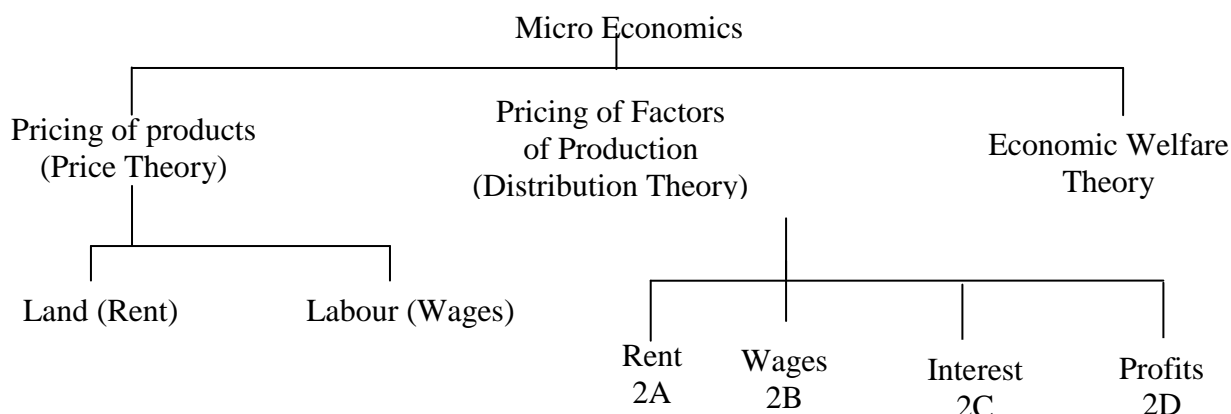 Micro Economics
Pricing of products
(Price Theory)
Pricing of Factors
of Production
(Distribution Theory)
Economic Welfare
Theory
Land (Rent)
Labour (Wages)
Rent
2A
Wages
2B
Interest
2C
Profits
2D